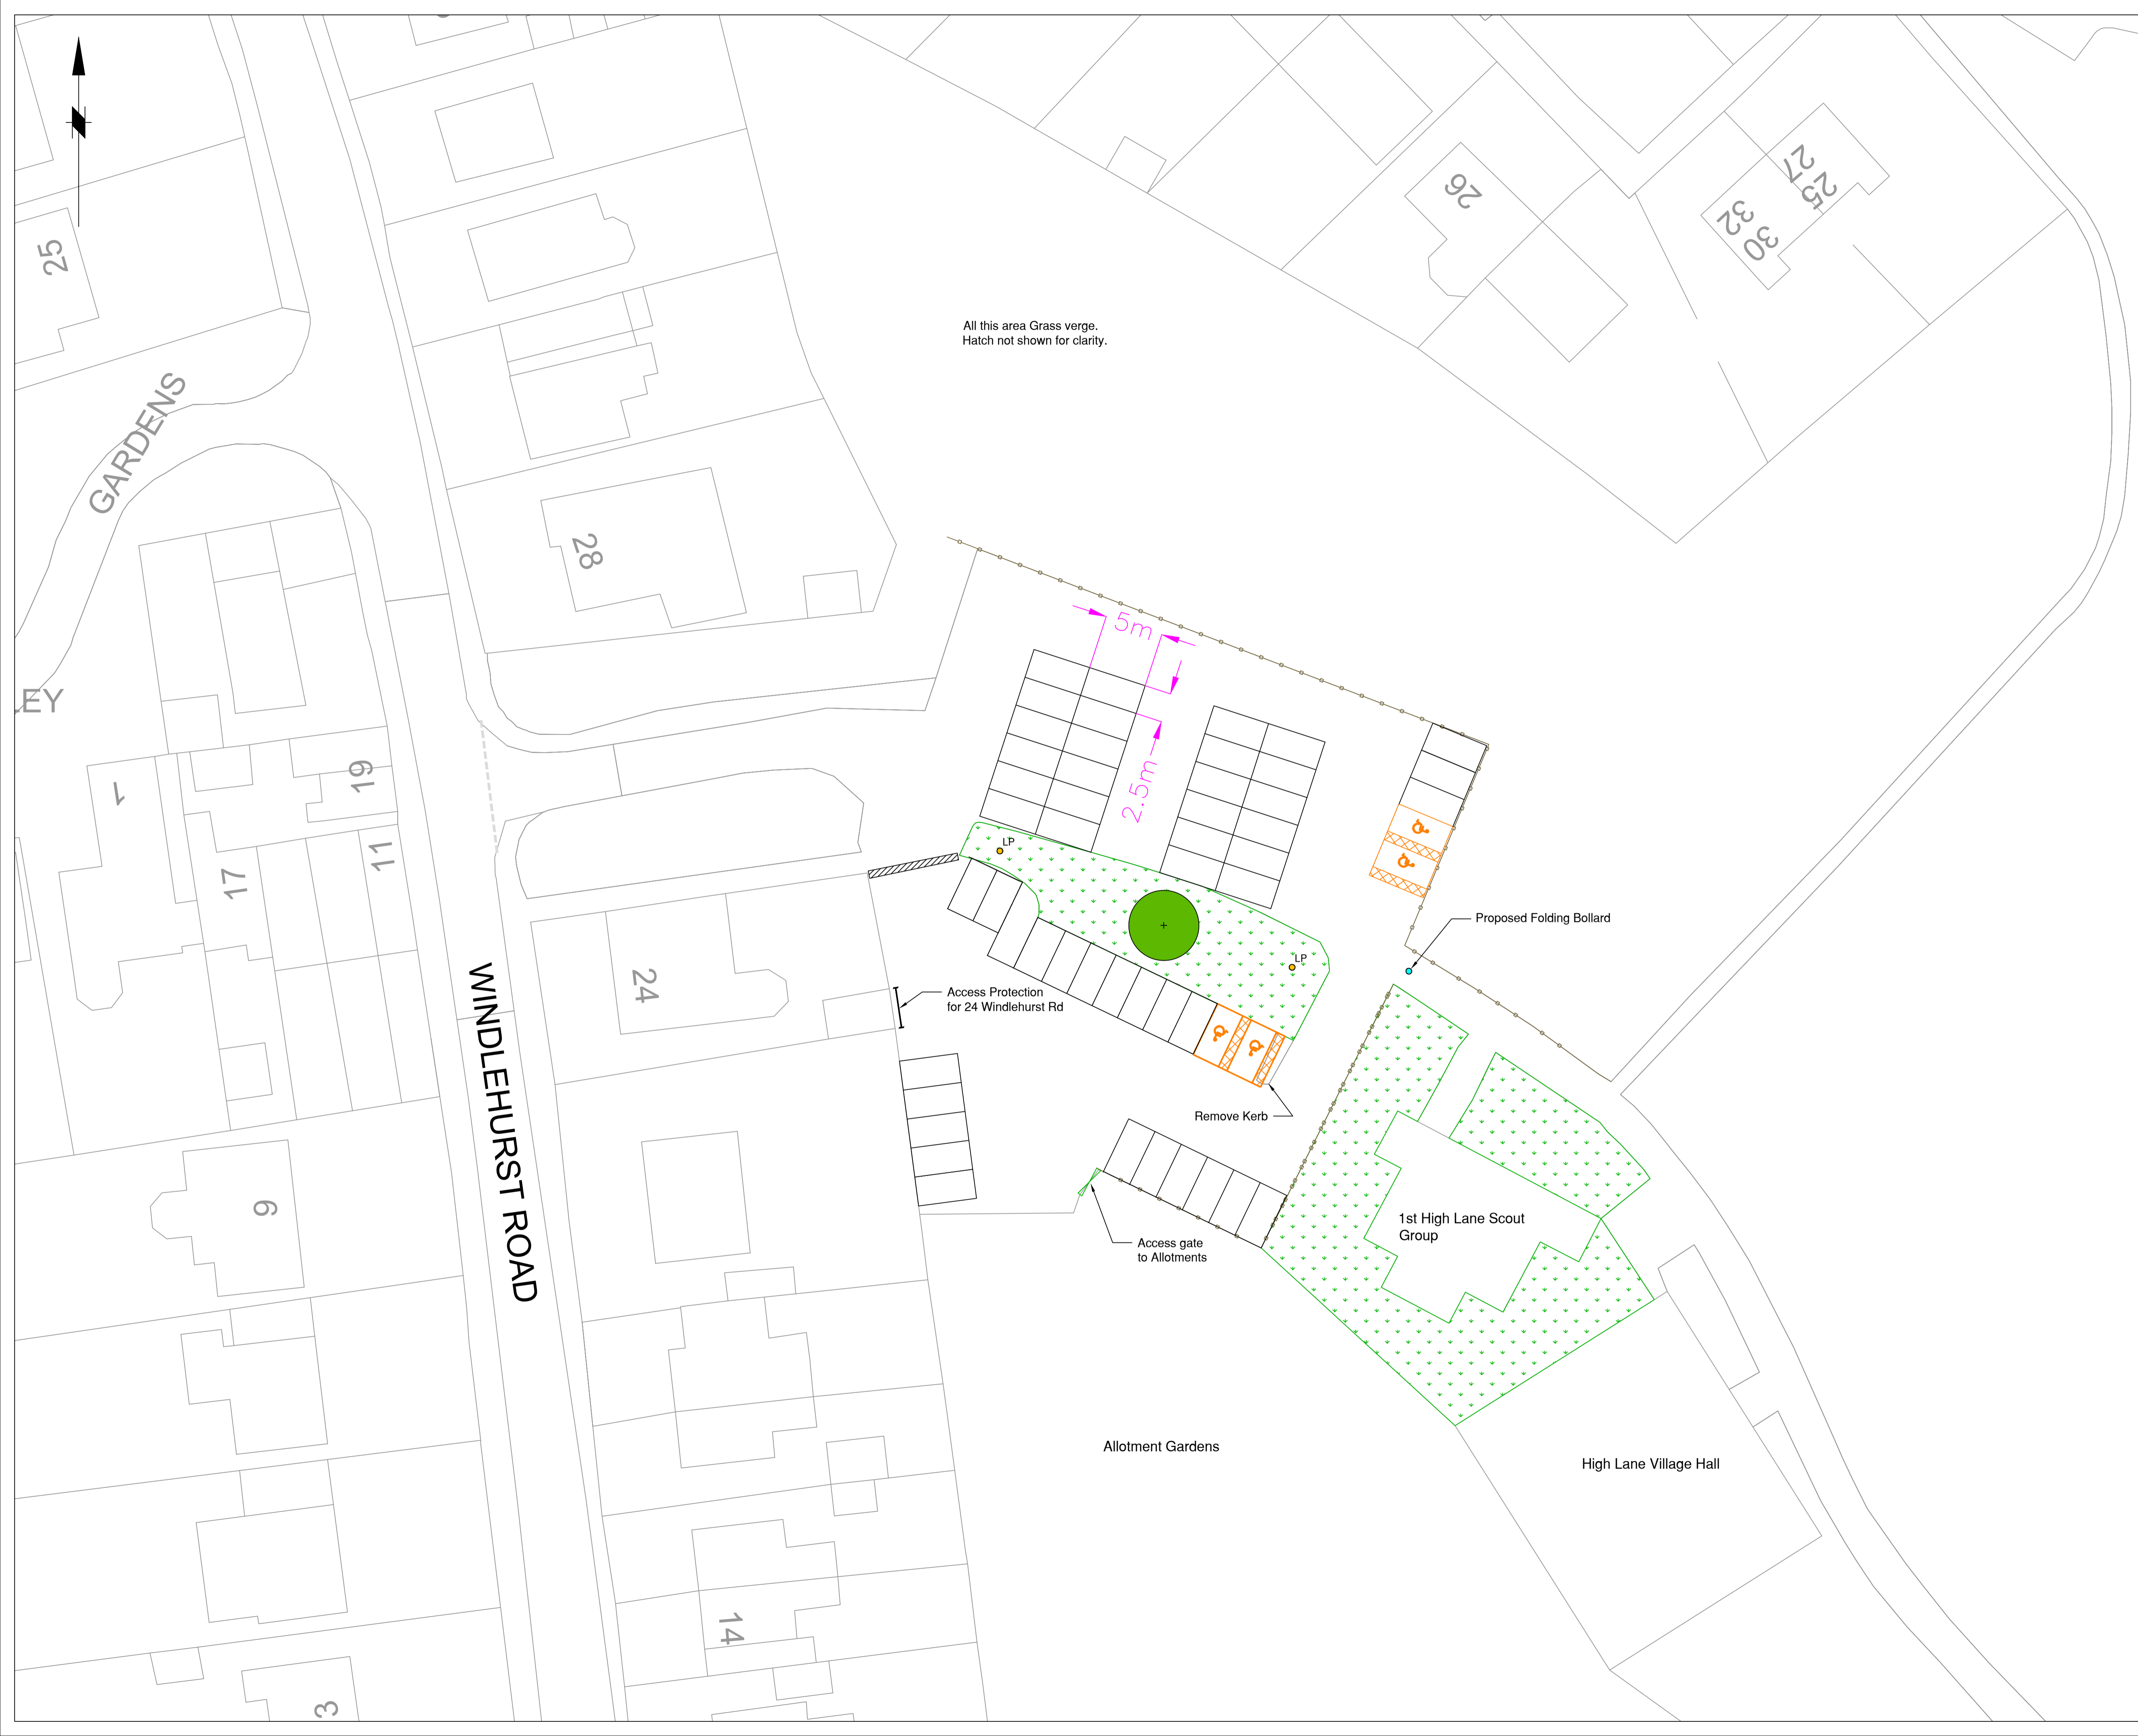 26
27
25
32
30
25
All this area Grass verge.
Hatch not shown for clarity.
GARDENS
28
5m
LEY
1
19
2.5m
11
17
LP
Proposed Folding Bollard
LP
24
Access Protection
for 24 Windlehurst Rd
WINDLEHURST ROAD
Remove Kerb
9
1st High Lane Scout
Group
Access gate
to Allotments
Allotment Gardens
High Lane Village Hall
14
3